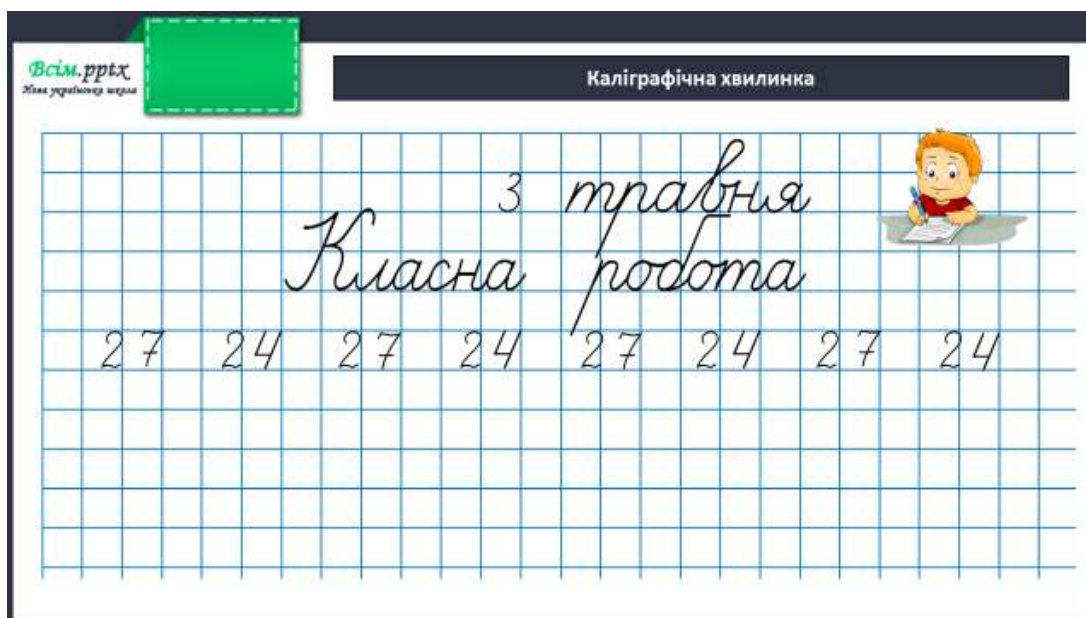 Всім.pptx
Нова українська школа
Каліграфічна хвилинка
3 травня
Класна робота
27 24 27 24 27 24 27 24